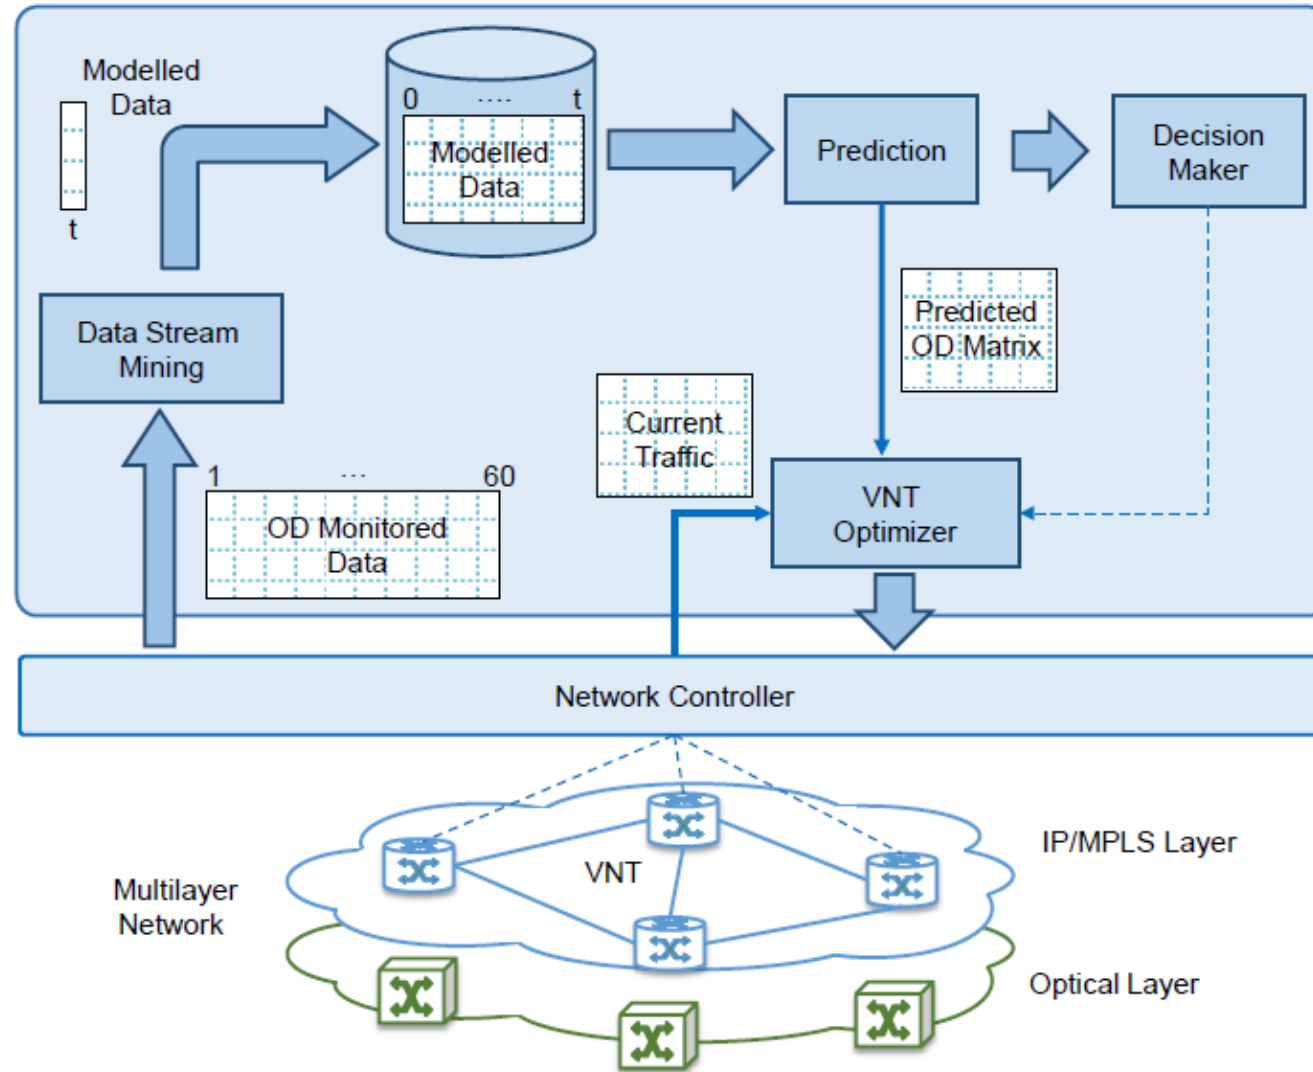 Modelled
Data
t
0 .... t
Modelled
Data
Prediction
Decision
Maker
Data Stream
Mining
Predicted
OD Matrix
Current
Traffic
1 ... 60
OD Monitored
Data
VNT
Optimizer
Network Controller
IP/MPLS Layer
VNT
Multilayer
Network
Optical Layer